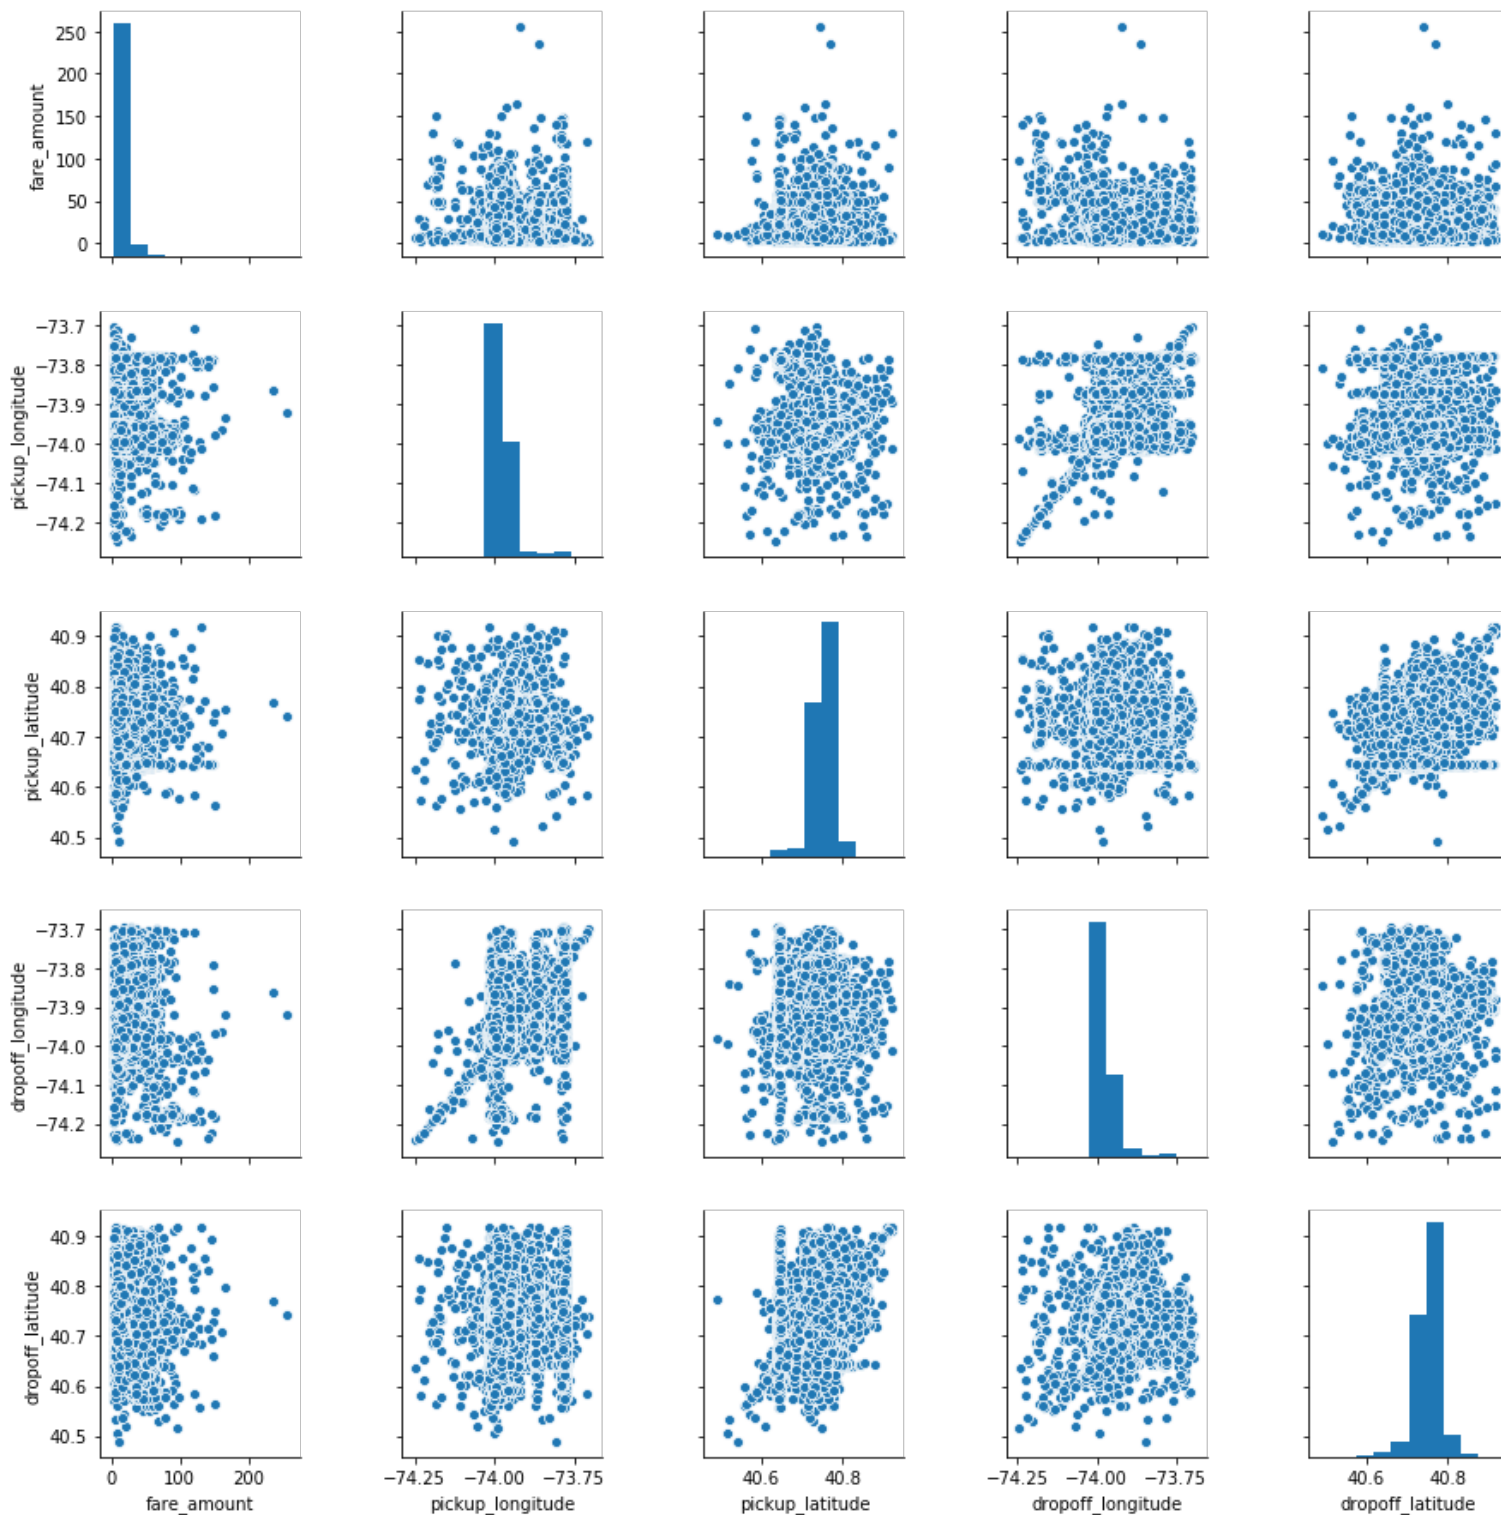 250
200
150
100
50
0
fare_amount
−73.7
−73.8
−73.9
−74.0
−74.1
−74.2
pickup_longitude
40.9
40.8
40.7
40.6
40.5
pickup_latitude
−73.7
−73.8
−73.9
−74.0
−74.1
−74.2
dropoff_longitude
40.9
40.8
40.7
40.6
40.5
dropoff_latitude
0 100 200
fare_amount
−74.25 −74.00 −73.75
pickup_longitude
40.6 40.8
pickup_latitude
−74.25 −74.00 −73.75
dropoff_longitude
40.6 40.8
dropoff_latitude